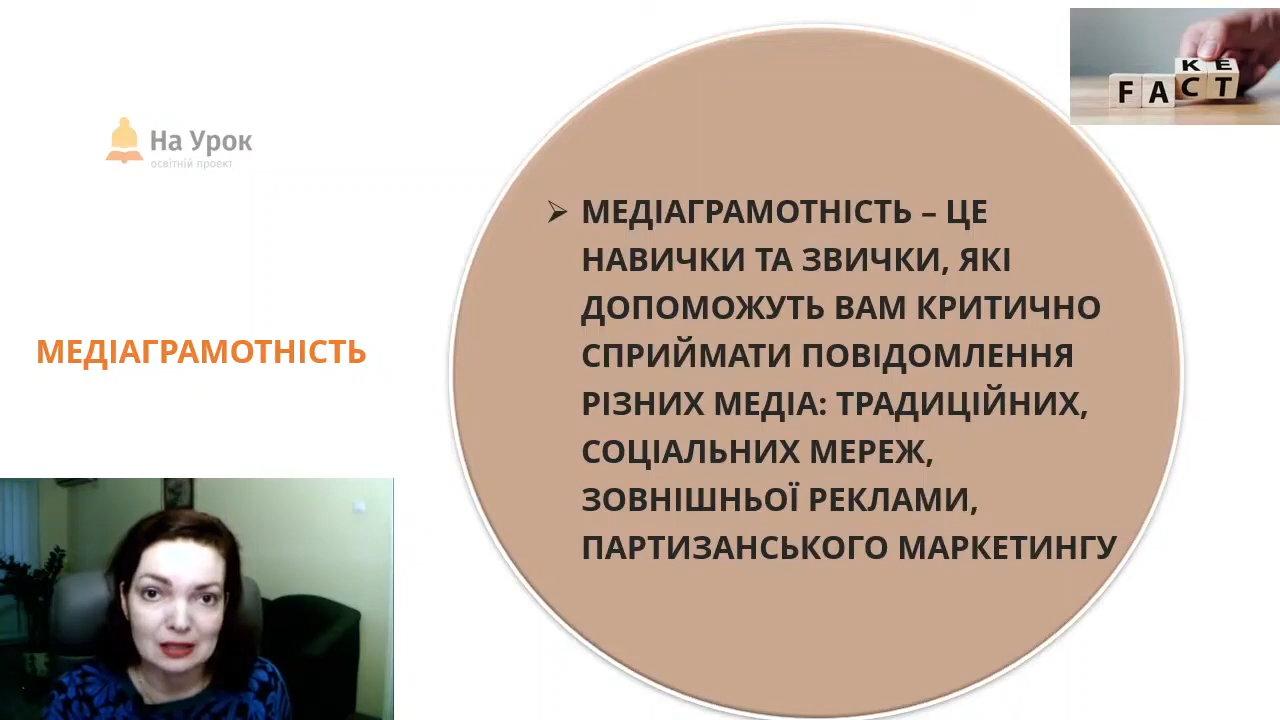 На Урок
освітній проект
МЕДІАГРАМОТНІСТЬ
➢ МЕДІАГРАМОТНІСТЬ – ЦЕ
НАВИЧКИ ТА ЗВИЧКИ, ЯКІ
ДОПОМОЖУТЬ ВАМ КРИТИЧНО
СПРИЙМАТИ ПОВІДОМЛЕННЯ
РІЗНИХ МЕДІА: ТРАДИЦІЙНИХ,
СОЦІАЛЬНИХ МЕРЕЖ,
ЗОВНІШНЬОЇ РЕКЛАМИ,
ПАРТИЗАНСЬКОГО МАРКЕТИНГУ
KE
FACT